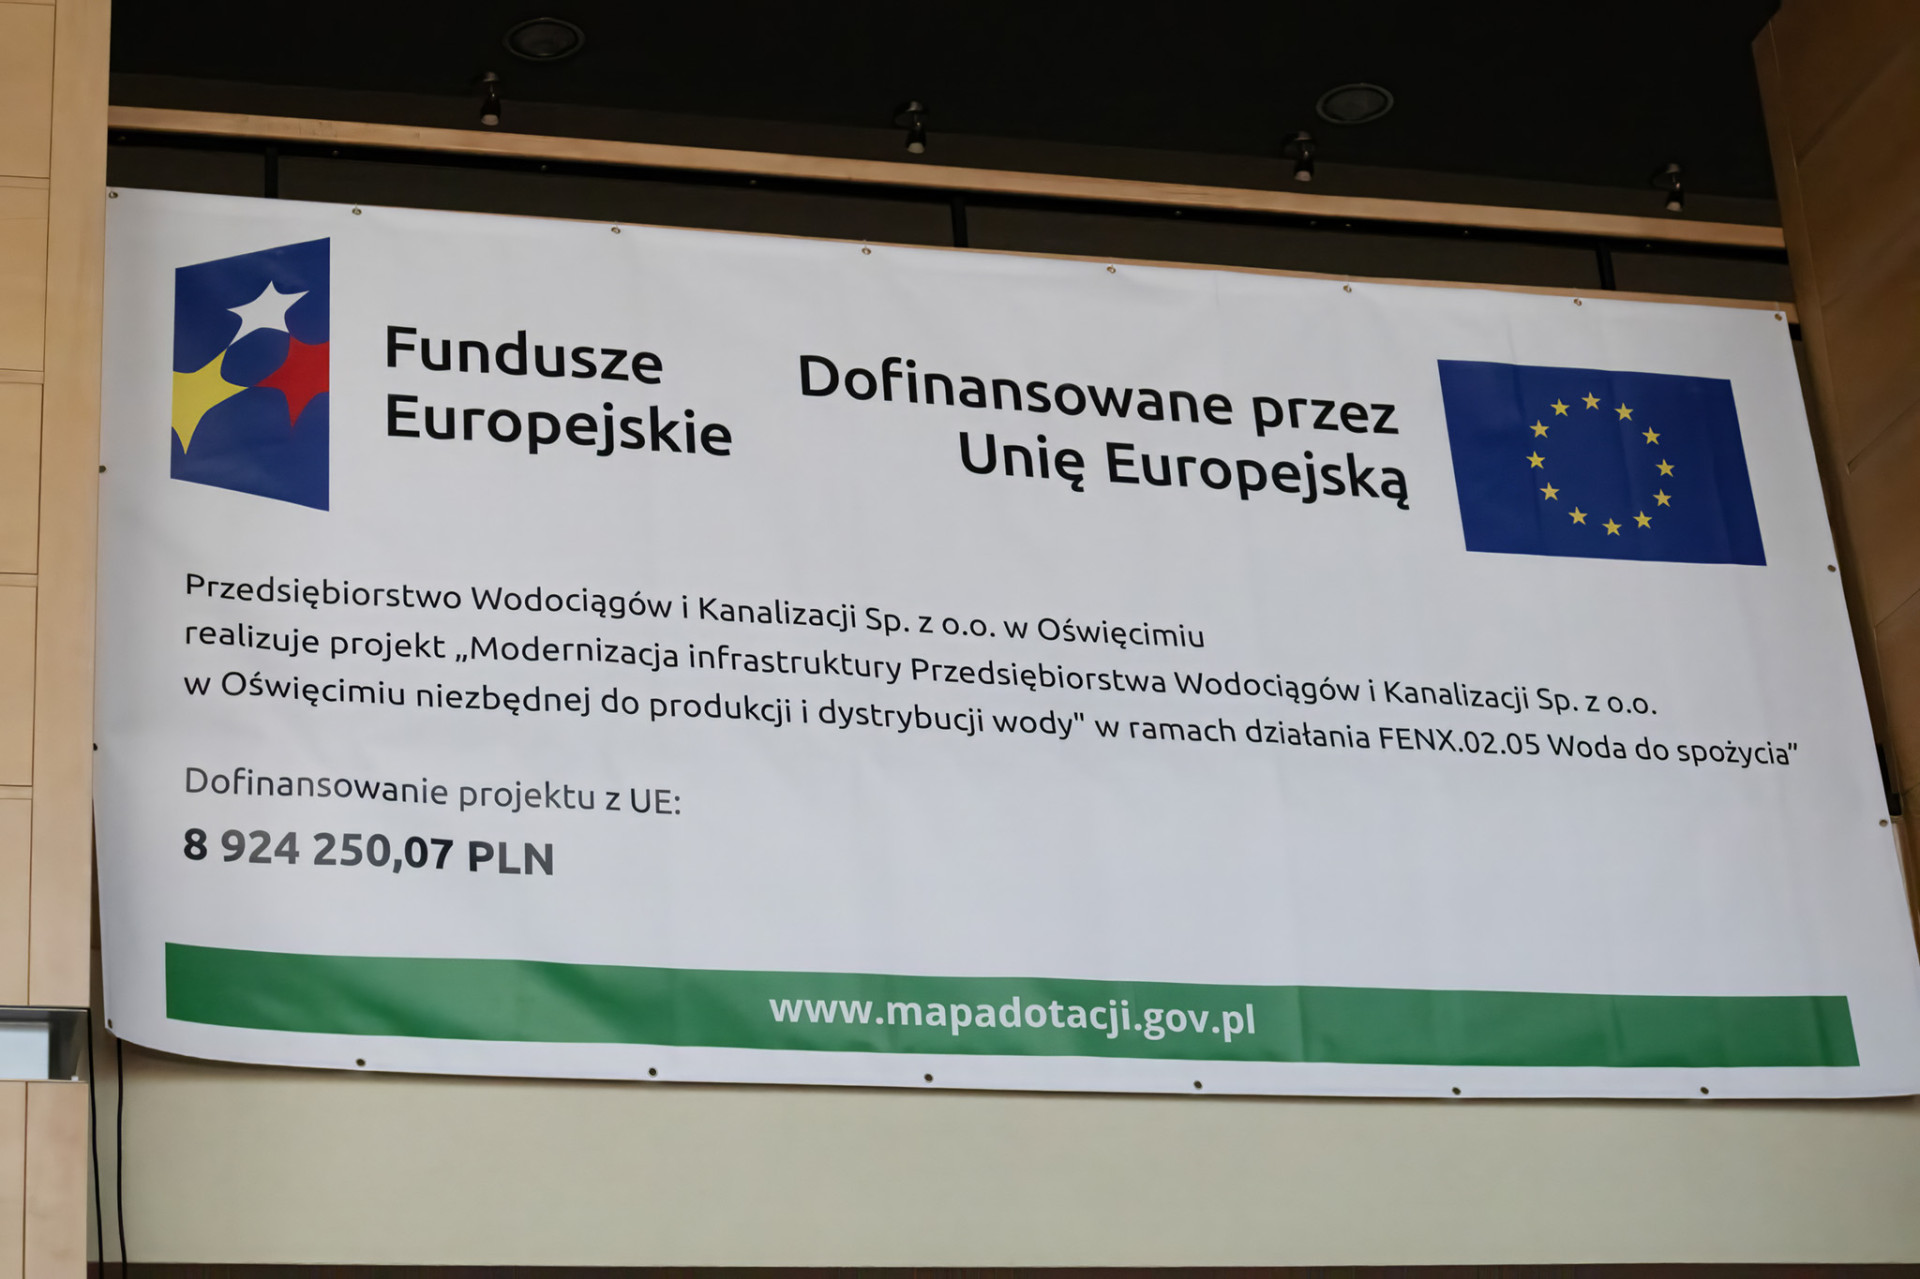 Fundusze
Europejskie
Dofinansowane przez
Unię Europejską
Przedsiębiorstwo Wodociągów i Kanalizacji Sp. z o.o. w Oświęcimiu
realizuje projekt „Modernizacja infrastruktury Przedsiębiorstwa Wodociągów i Kanalizacji Sp. z o.o.
w Oświęcimiu niezbędnej do produkcji i dystrybucji wody" w ramach działania FENX.02.05 Woda do spożycia"
Dofinansowanie projektu z UE:
8 924 250,07 PLN
www.mapadotacji.gov.pl